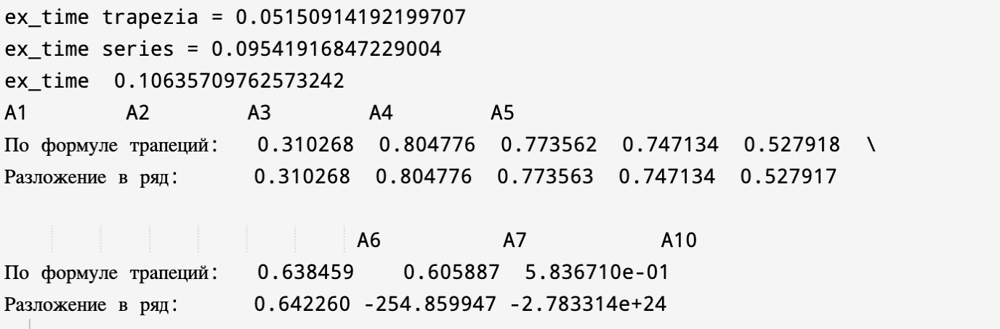 ex_time trapezia = 0.05150914192199707
ex_time series = 0.09541916847229004
ex_time  0.10635709762573242
A1 A2 A3 A4 A5
По формуле трапеций: 0.310268 0.804776 0.773562 0.747134 0.527918 \
Разложение в ряд: 0.310268 0.804776 0.773563 0.747134 0.527917
A6 A7 A10
По формуле трапеций: 0.638459 0.605887 5.836710e-01
Разложение в ряд: 0.642260 -254.859947 -2.783314e+24